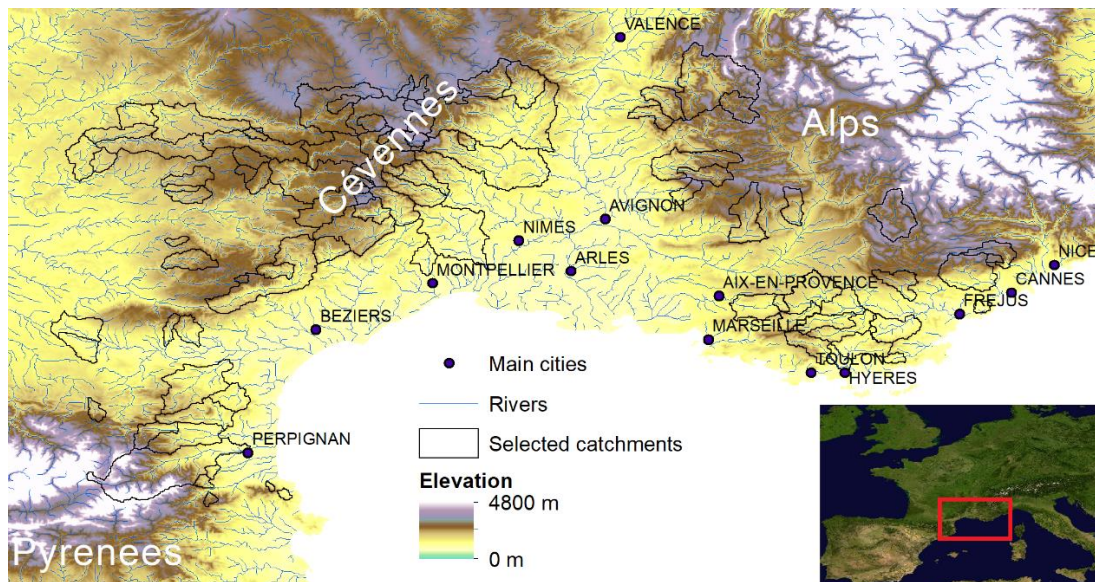 VALENCE
Alps
Cévennes
AVIGNON
NIMES
ARLES
MONTPELLIER
NICE
CANNES
AIX-EN-PROVENCE
FREJUS
BEZIERS
MARSEILLE
TOULON
HYERES
PERPIGNAN
Pyrenees
Main cities
Rivers
Selected catchments
Elevation
4800 m
0 m